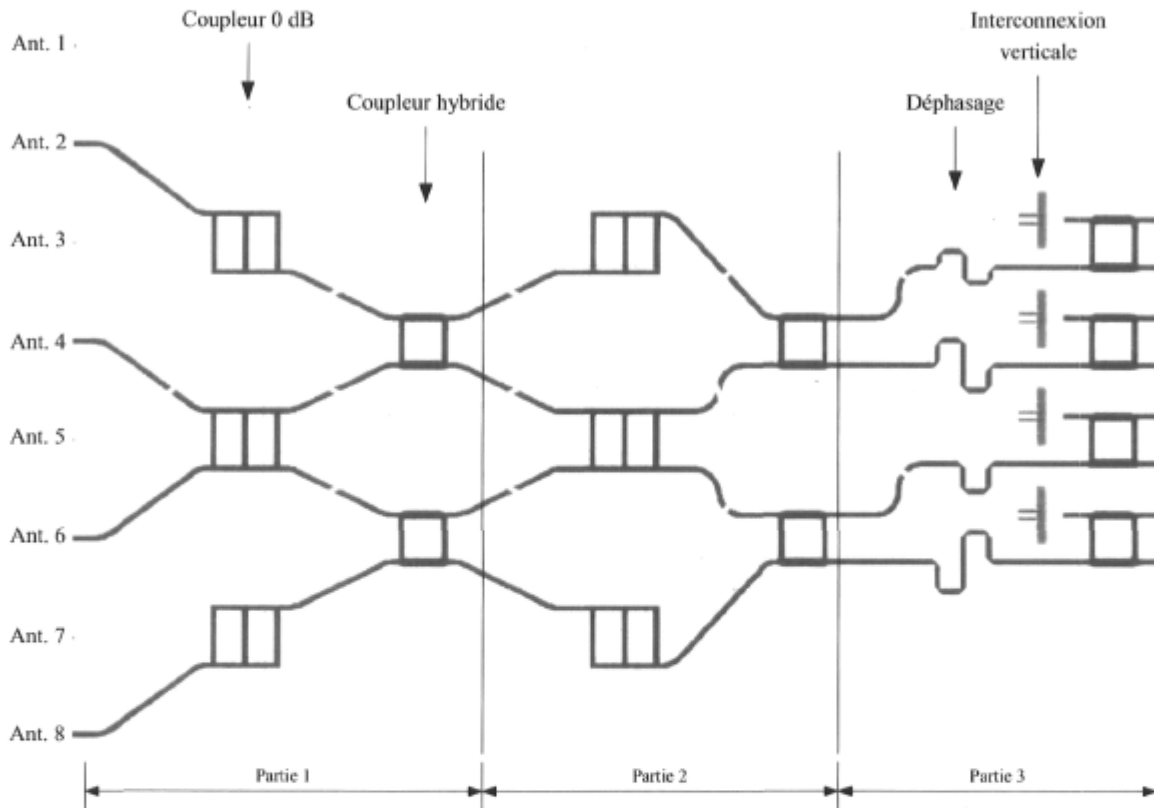 Coupleur 0 dB
Interconnexion
verticale
Ant. 1
Coupleur hybride
Déphasage
Ant. 2
Ant. 3
Ant. 4
Ant. 5
Ant. 6
Ant. 7
Ant. 8
Partie 1
Partie 2
Partie 3